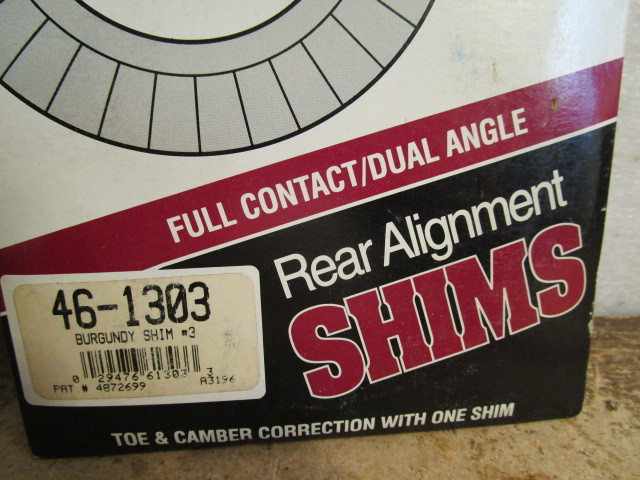 FULL CONTACT/DUAL ANGLE
Rear Alignment
SHIMS
46-1303
BURGUNDY SHIM #3
0 29476 61303 3
PAT # 4872699 A3196
TOE & CAMBER CORRECTION WITH ONE SHIM